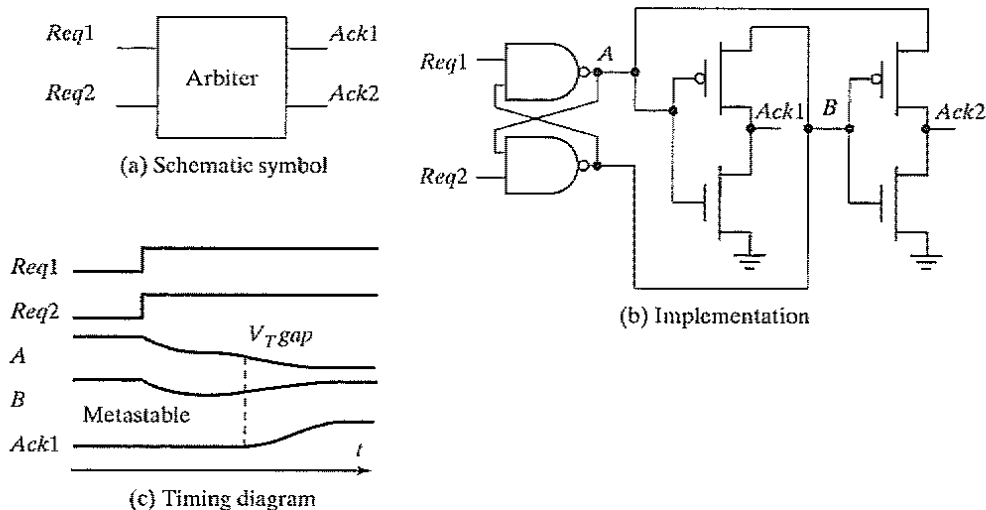 Req1
Req2
Arbiter
Ack1
Ack2
(a) Schematic symbol
Req1
Req2
A
Ack1
B
Ack2
(b) Implementation
Req1
Req2
A
B
Ack1
V_T gap
Metastable
t
(c) Timing diagram